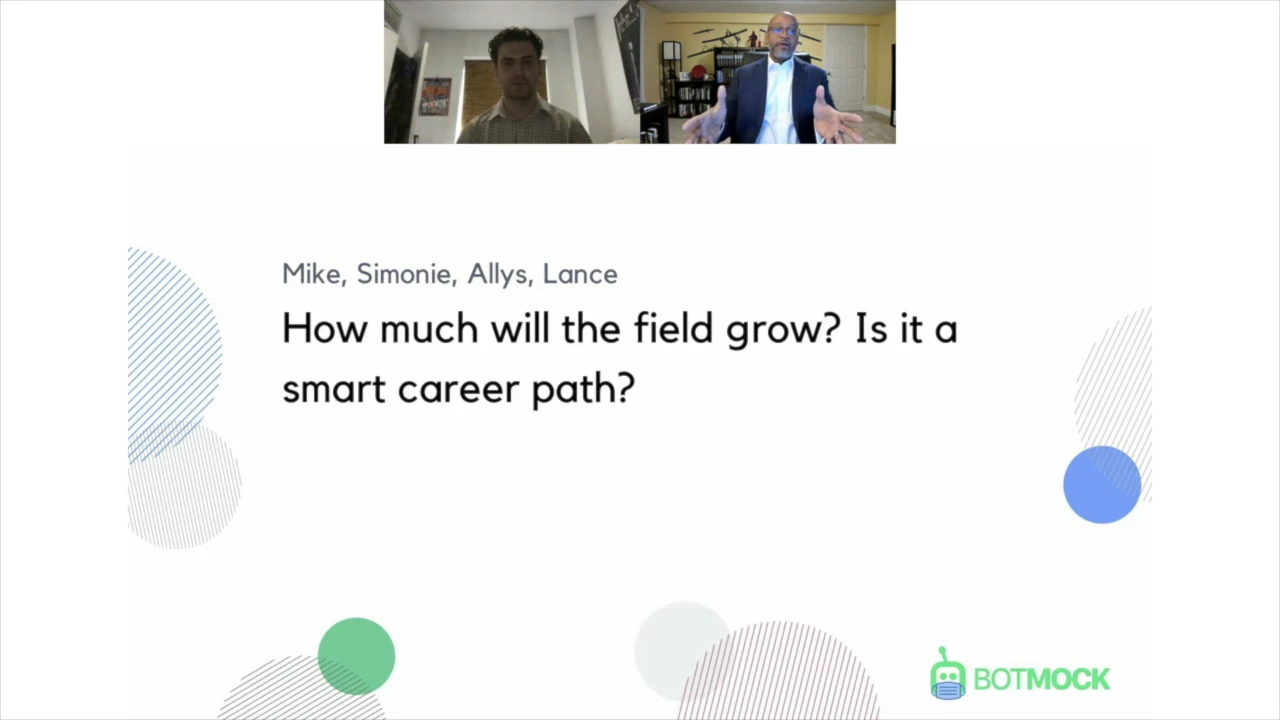 Mike, Simonie, Allys, Lance
How much will the field grow? Is it a
smart career path?
BOTMOCK